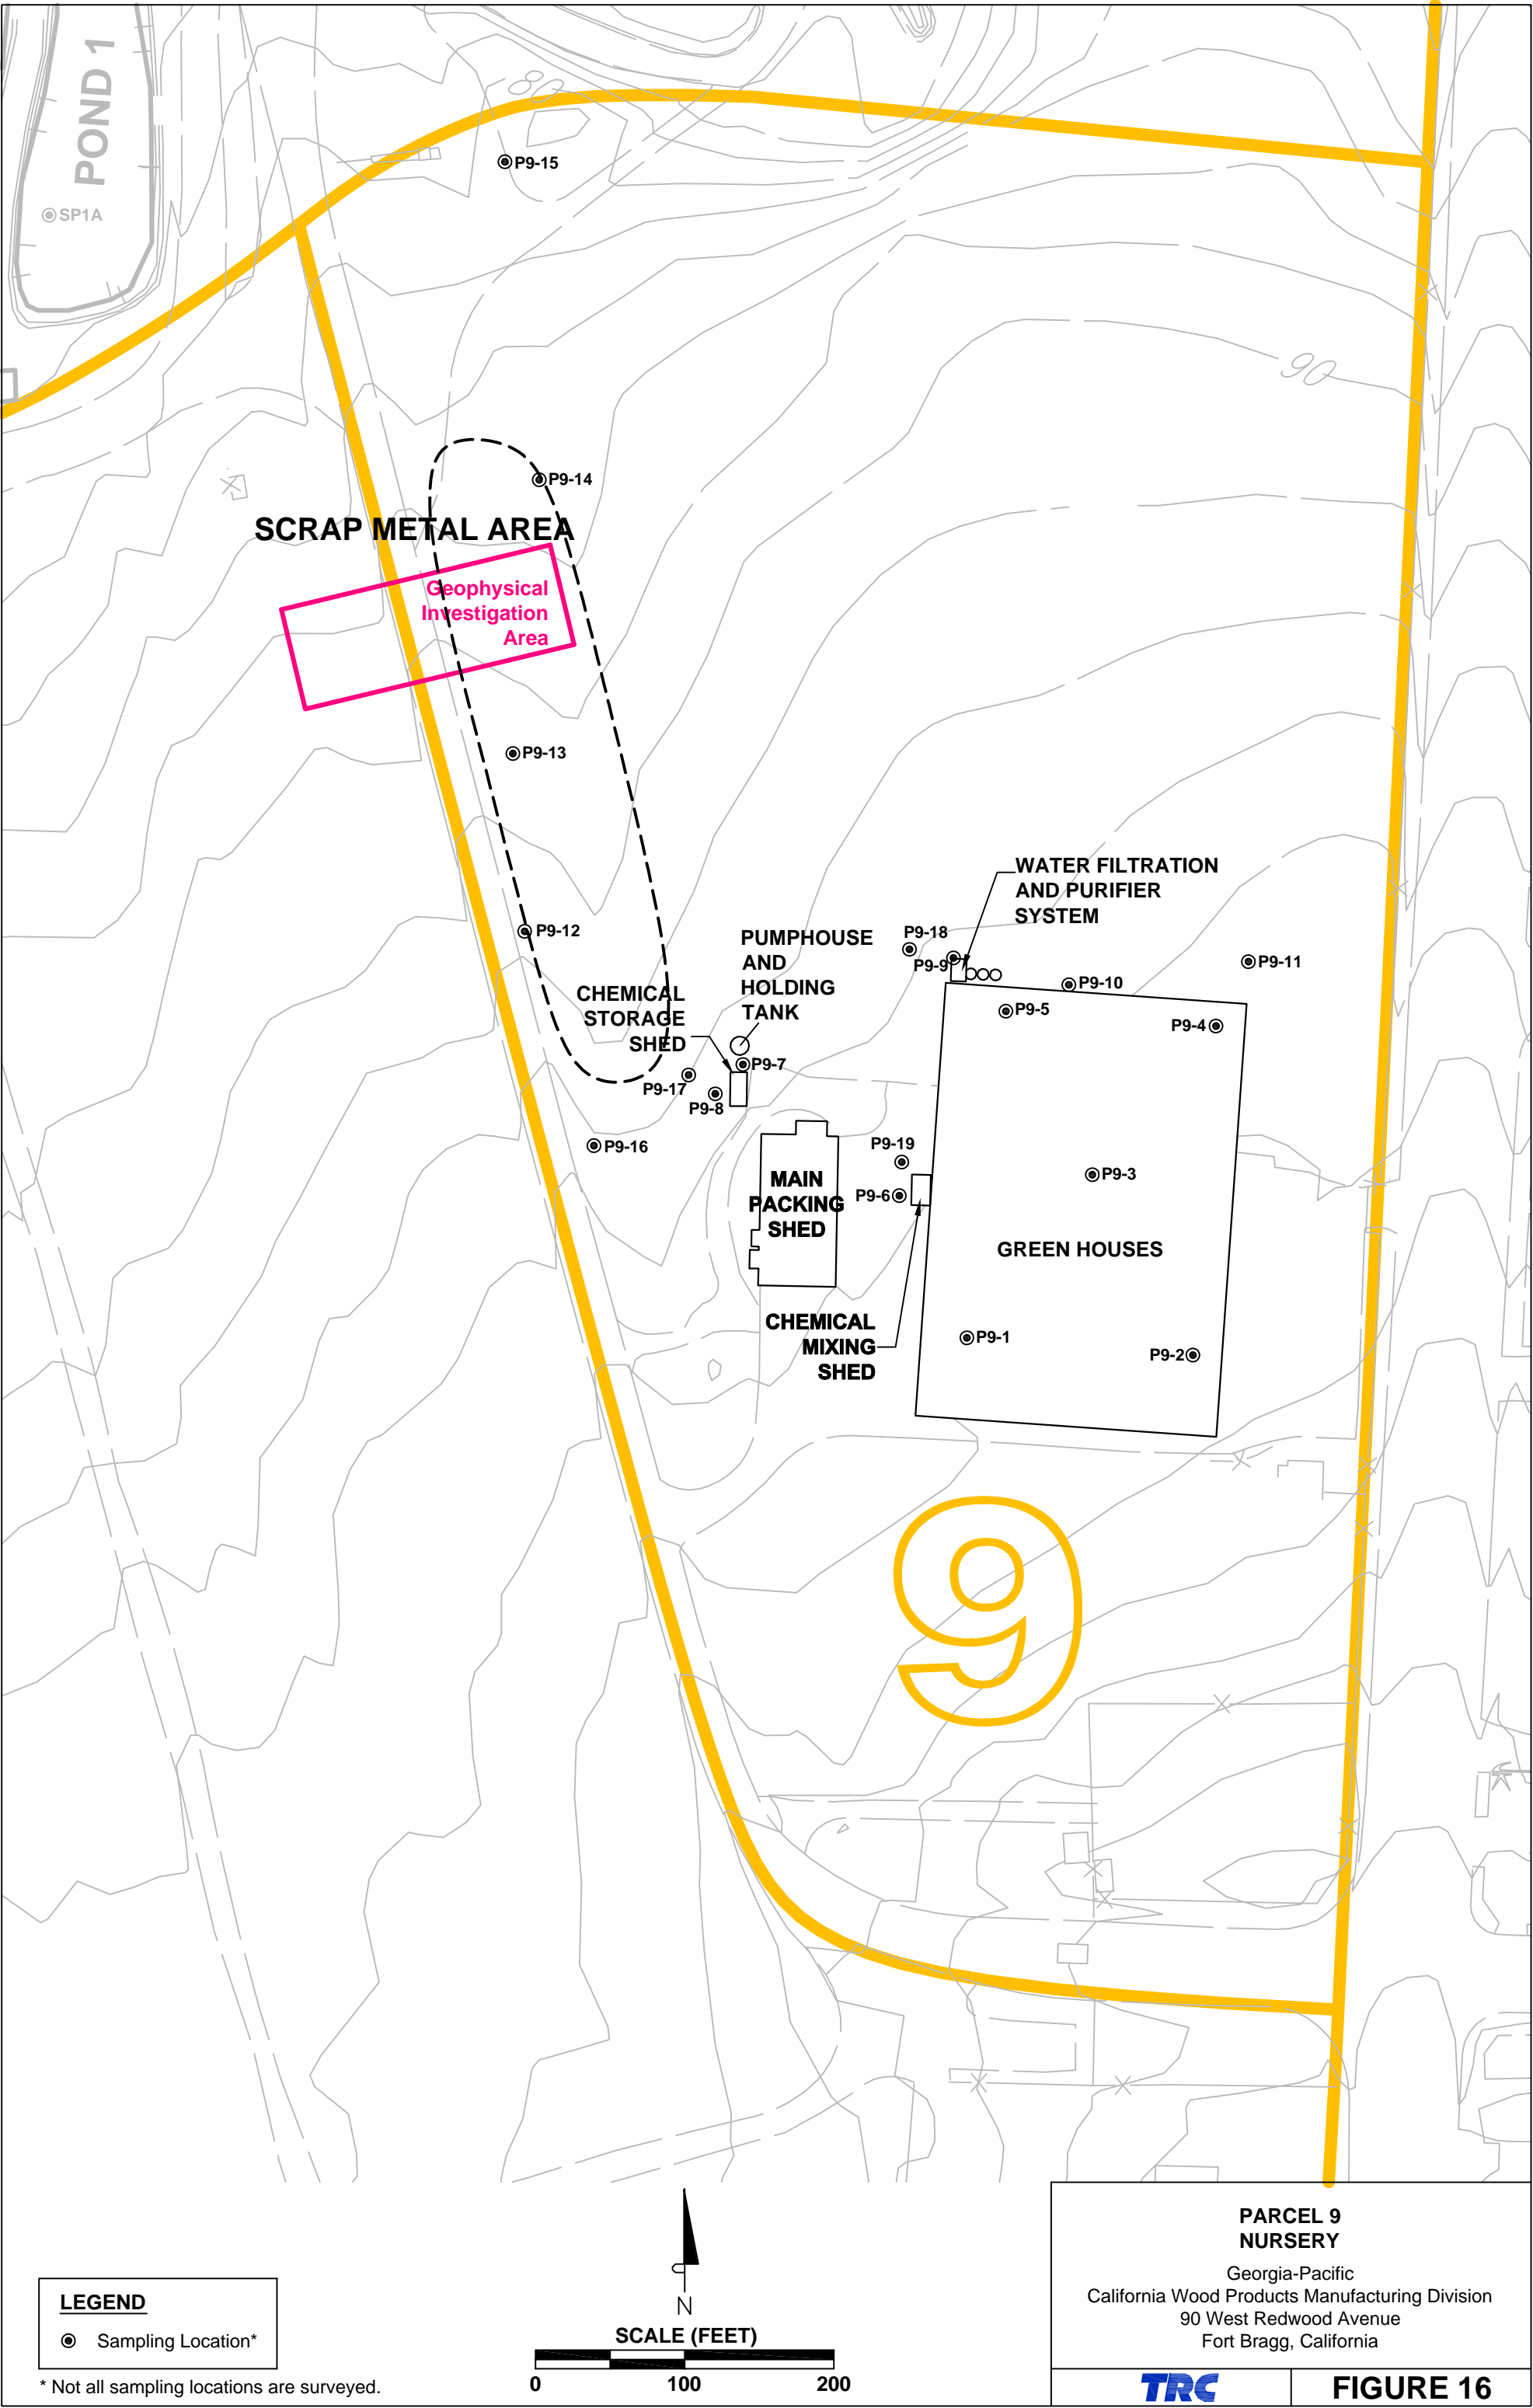 POND 1
SP1A
80
P9-15
90
P9-14
SCRAP METAL AREA
Geophysical
Investigation
Area
P9-13
P9-12
WATER FILTRATION
AND PURIFIER
SYSTEM
P9-18
P9-9
P9-11
P9-10
PUMPHOUSE
AND
HOLDING
TANK
CHEMICAL
STORAGE
SHED
P9-5
P9-4
P9-7
P9-17
P9-8
P9-16
P9-19
P9-6
MAIN
PACKING
SHED
P9-3
GREEN HOUSES
CHEMICAL
MIXING
SHED
P9-1
P9-2
9
N
SCALE (FEET)
0 100 200
LEGEND
Sampling Location*
* Not all sampling locations are surveyed.
PARCEL 9
NURSERY
Georgia-Pacific
California Wood Products Manufacturing Division
90 West Redwood Avenue
Fort Bragg, California
TRC
FIGURE 16